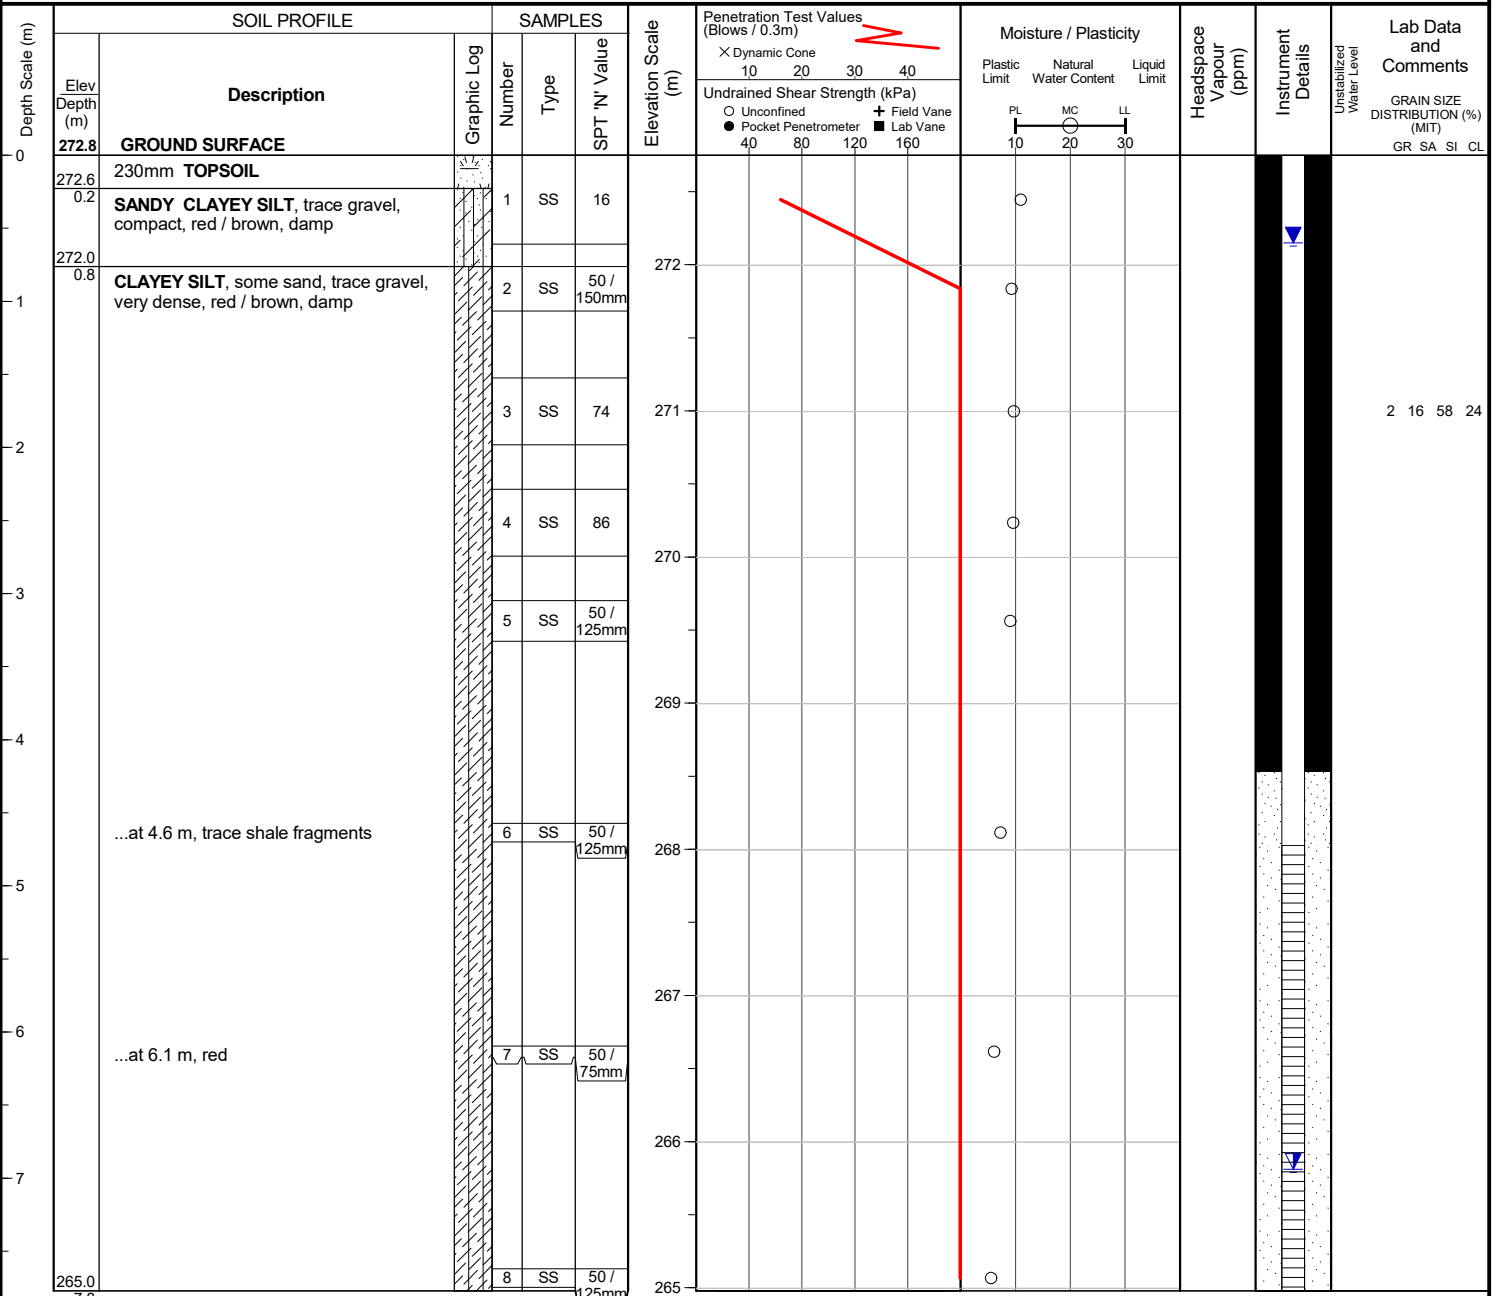 SOIL PROFILE
SAMPLES
Depth Scale (m)
Elev
Depth
(m)
Description
Graphic Log
Number
Type
SPT 'N' Value
Elevation Scale
(m)
Penetration Test Values
(Blows / 0.3m)
Dynamic Cone
10 20 30 40
Undrained Shear Strength (kPa)
Unconfined Field Vane
Pocket Penetrometer Lab Vane
40 80 120 160
Moisture / Plasticity
Plastic
Limit
Natural
Water Content
Liquid
Limit
PL MC LL
10 20 30
Headspace
Vapour
(ppm)
Instrument
Details
Unstabilized
Water Level
Lab Data
and
Comments
GRAIN SIZE
DISTRIBUTION (%)
(MIT)
GR SA SI CL
272.8 GROUND SURFACE
0
230mm TOPSOIL
272.6
0.2
SANDY CLAYEY SILT, trace gravel,
compact, red / brown, damp
1 SS 16
272.0
0.8
272
CLAYEY SILT, some sand, trace gravel,
very dense, red / brown, damp
2 SS 50 /
150mm
1
3 SS 74
271
2 16 58 24
2
4 SS 86
270
3
5 SS 50 /
125mm
269
4
...at 4.6 m, trace shale fragments
6 SS 50 /
125mm
268
5
267
6
...at 6.1 m, red
7 SS 50 /
75mm
266
7
265.0
8 SS 50 /
125mm
265